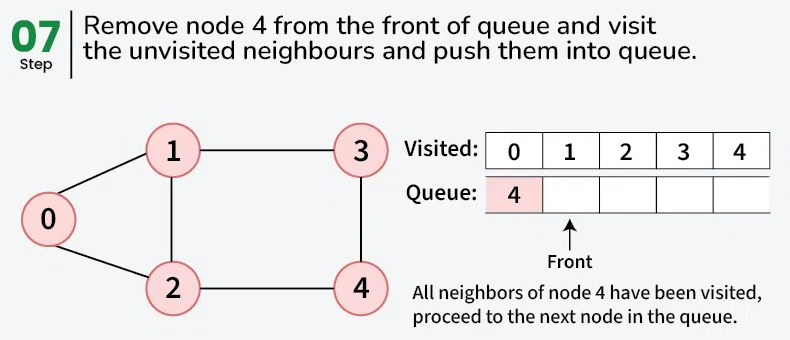 07
Step
Remove node 4 from the front of queue and visit
the unvisited neighbours and push them into queue.
1
3
0
2
4
Visited: 0 1 2 3 4
Queue: 4
Front
All neighbors of node 4 have been visited,
proceed to the next node in the queue.